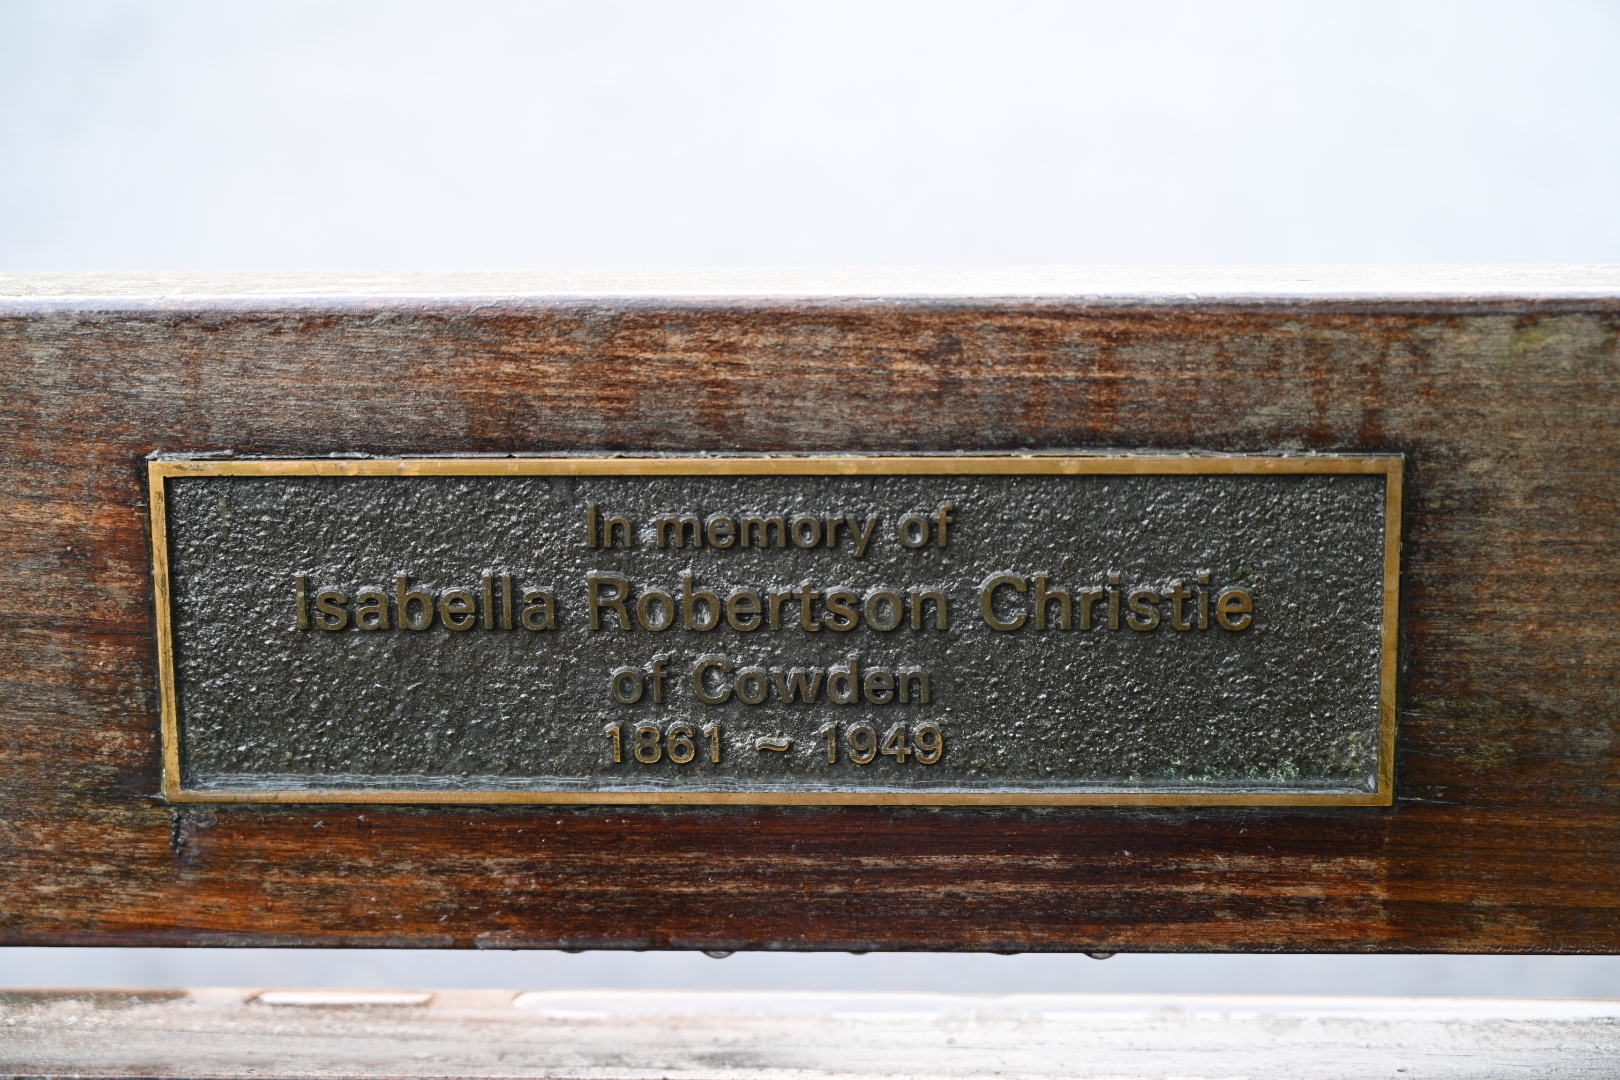 In memory of
Isabella Robertson Christie
of Cowden
1861 ~ 1949